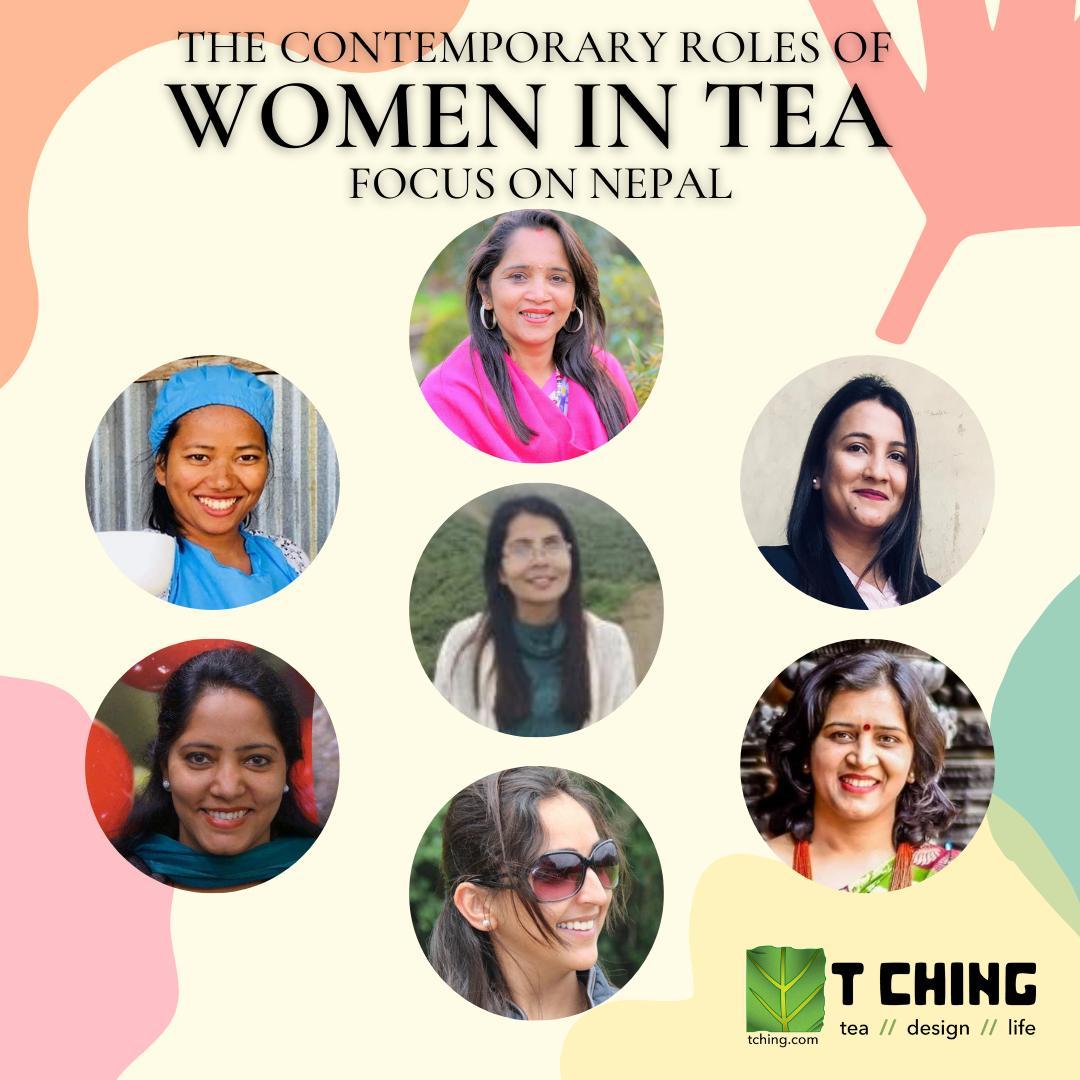 THE CONTEMPORARY ROLES OF
WOMEN IN TEA
FOCUS ON NEPAL
T CHING
tea // design // life
tching.com